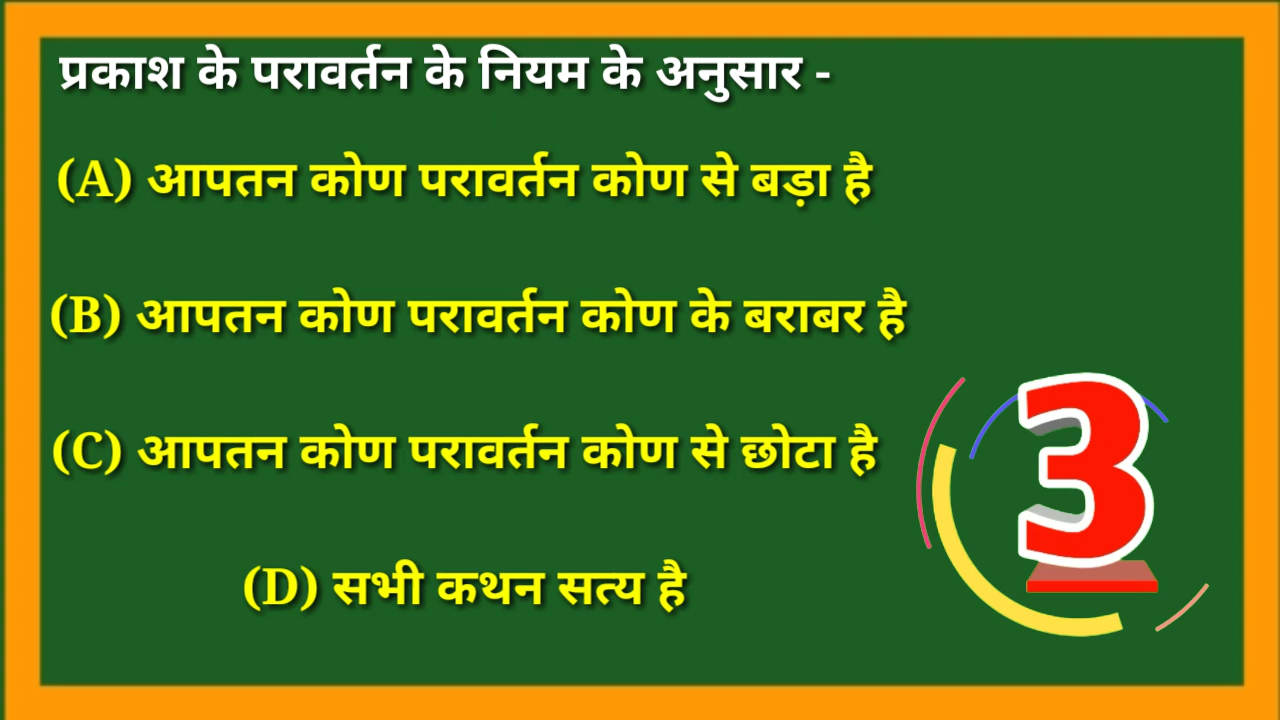 प्रकाश के परावर्तन के नियम के अनुसार -
(A) आपतन कोण परावर्तन कोण से बड़ा है
(B) आपतन कोण परावर्तन कोण के बराबर है
(C) आपतन कोण परावर्तन कोण से छोटा है
(D) सभी कथन सत्य है
3